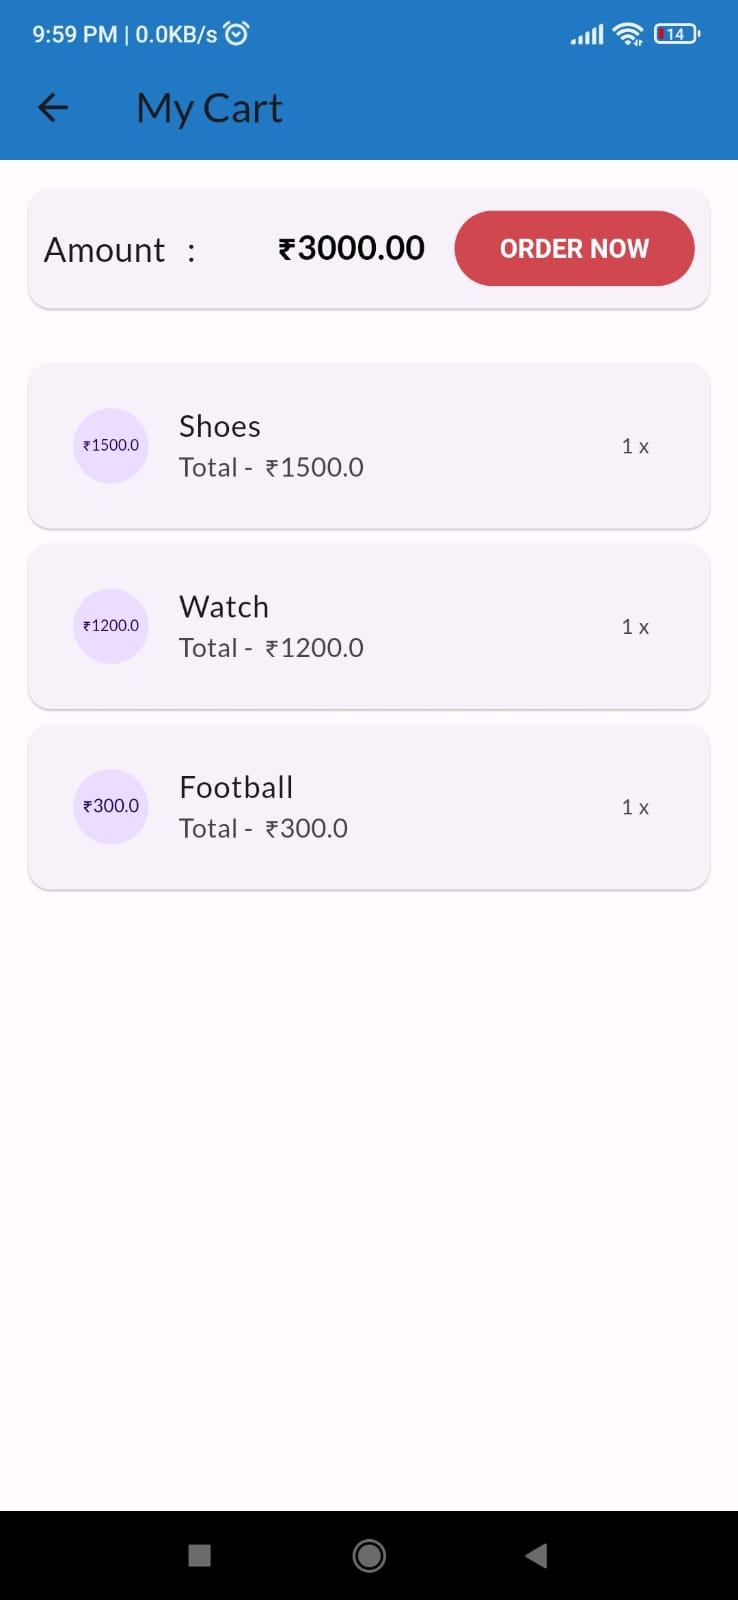 9:59 PM | 0.0KB/s 14
My Cart
Amount : ₹3000.00 ORDER NOW
₹1500.0 Shoes
Total - ₹1500.0
1 x
₹1200.0 Watch
Total - ₹1200.0
1 x
₹300.0 Football
Total - ₹300.0
1 x